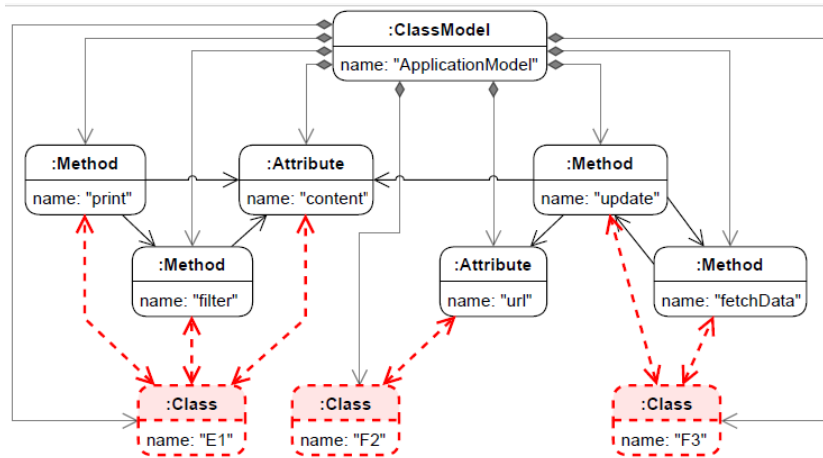 :ClassModel
name: "ApplicationModel"
:Method
name: "print"
:Attribute
name: "content"
:Method
name: "update"
:Method
name: "filter"
:Attribute
name: "url"
:Method
name: "fetchData"
:Class
name: "E1"
:Class
name: "F2"
:Class
name: "F3"